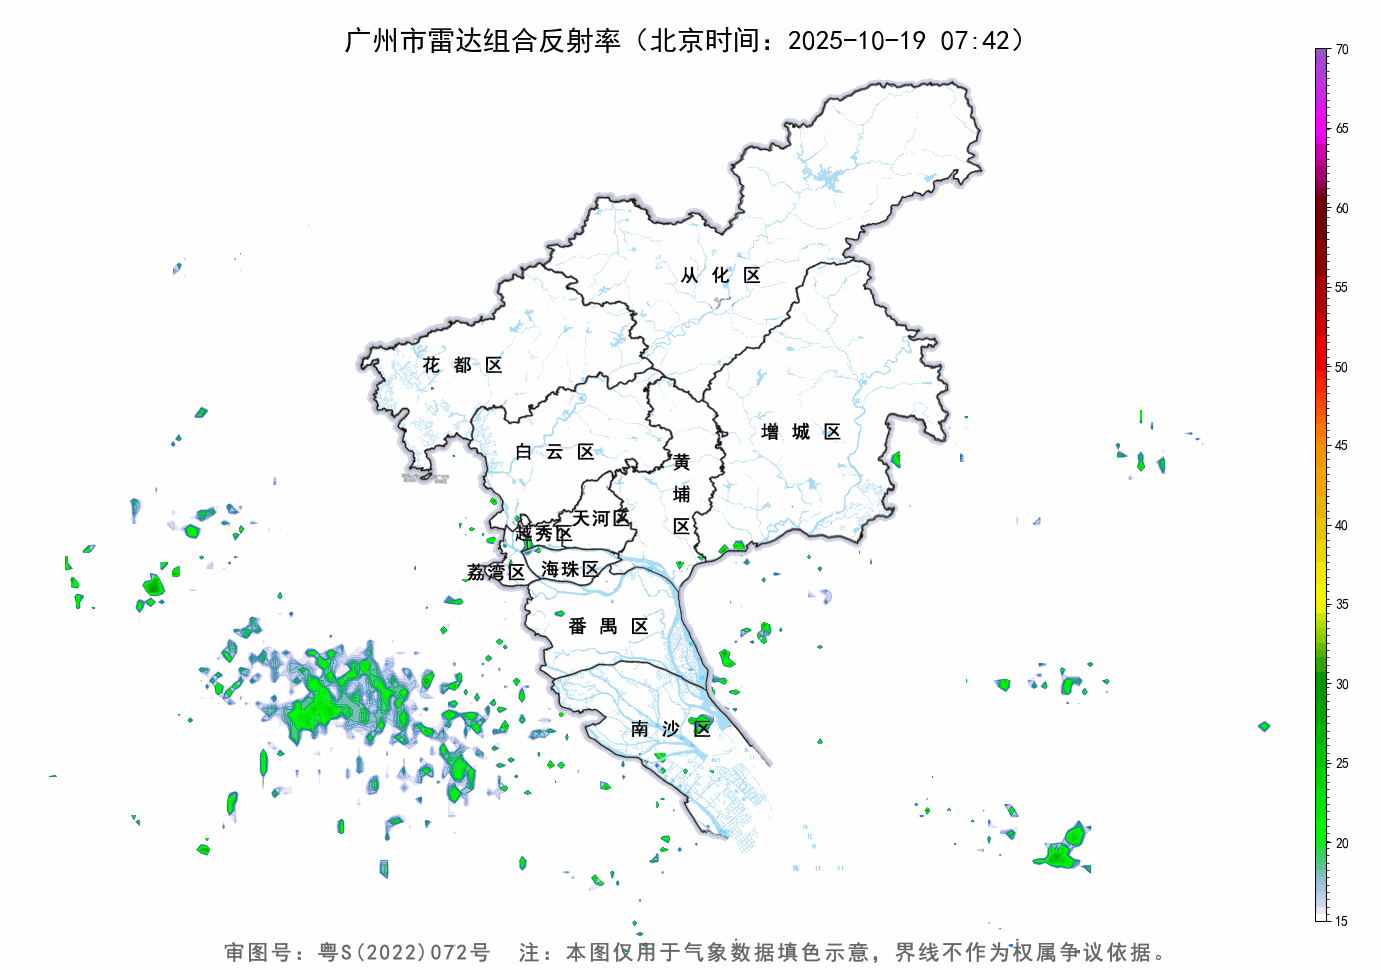 广州市雷达组合反射率（北京时间：2025-10-19 07:42）
70
65
60
55
50
45
40
35
30
25
20
15
从化区
花都区
增城区
白云区
黄埔区
天河区
越秀区
海珠区
荔湾区
番禺区
南沙区
审图号：粤S(2022)072号 注：本图仅用于气象数据填色示意，界线不作为权属争议依据。